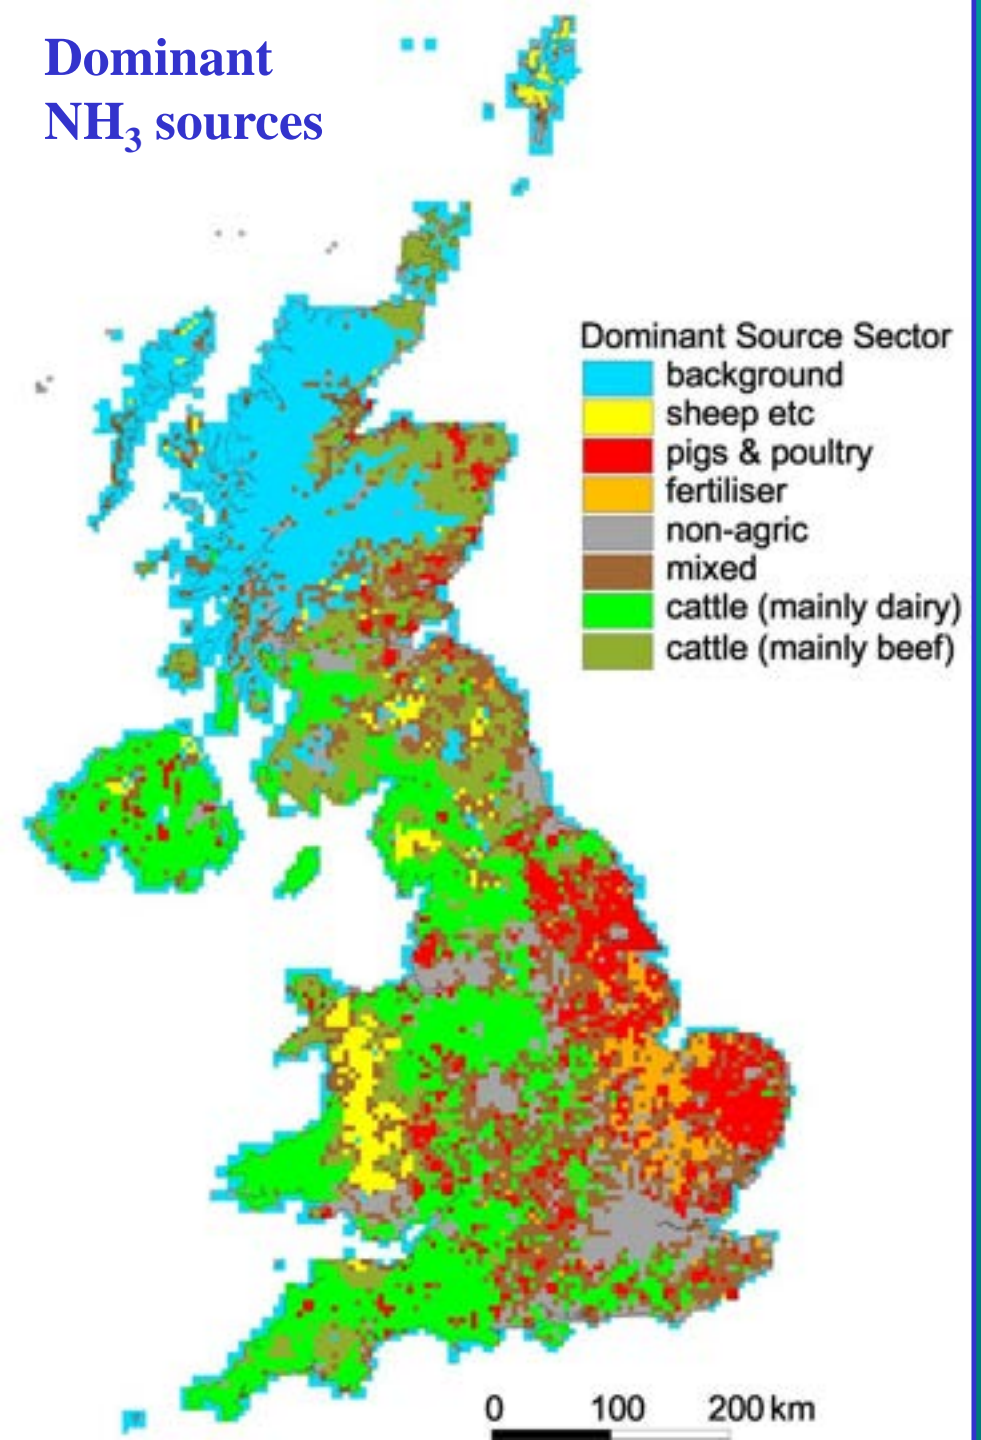 Dominant
NH₃ sources
Dominant Source Sector
background
sheep etc
pigs & poultry
fertiliser
non-agric
mixed
cattle (mainly dairy)
cattle (mainly beef)
0 100 200 km